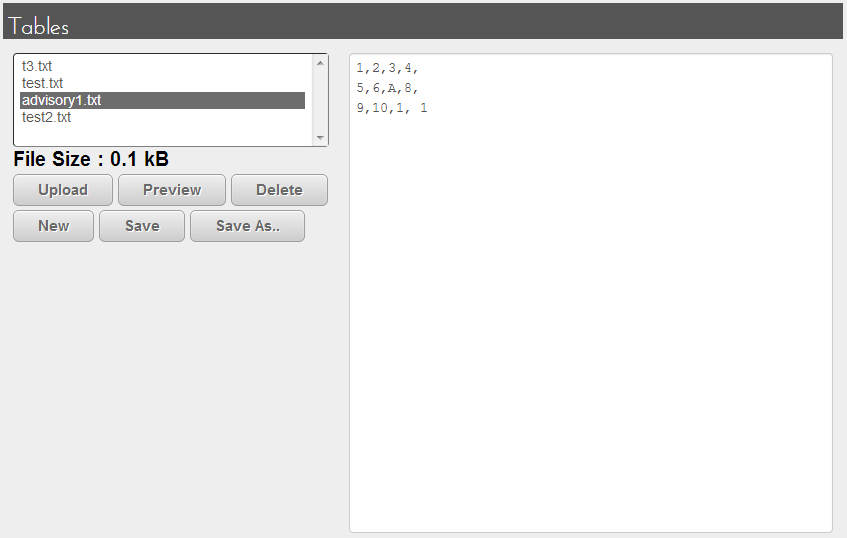 Tables
t3.txt
test.txt
advisory1.txt
test2.txt
File Size : 0.1 kB
Upload
Preview
Delete
New
Save
Save As..
1,2,3,4,
5,6,A,8,
9,10,1, 1